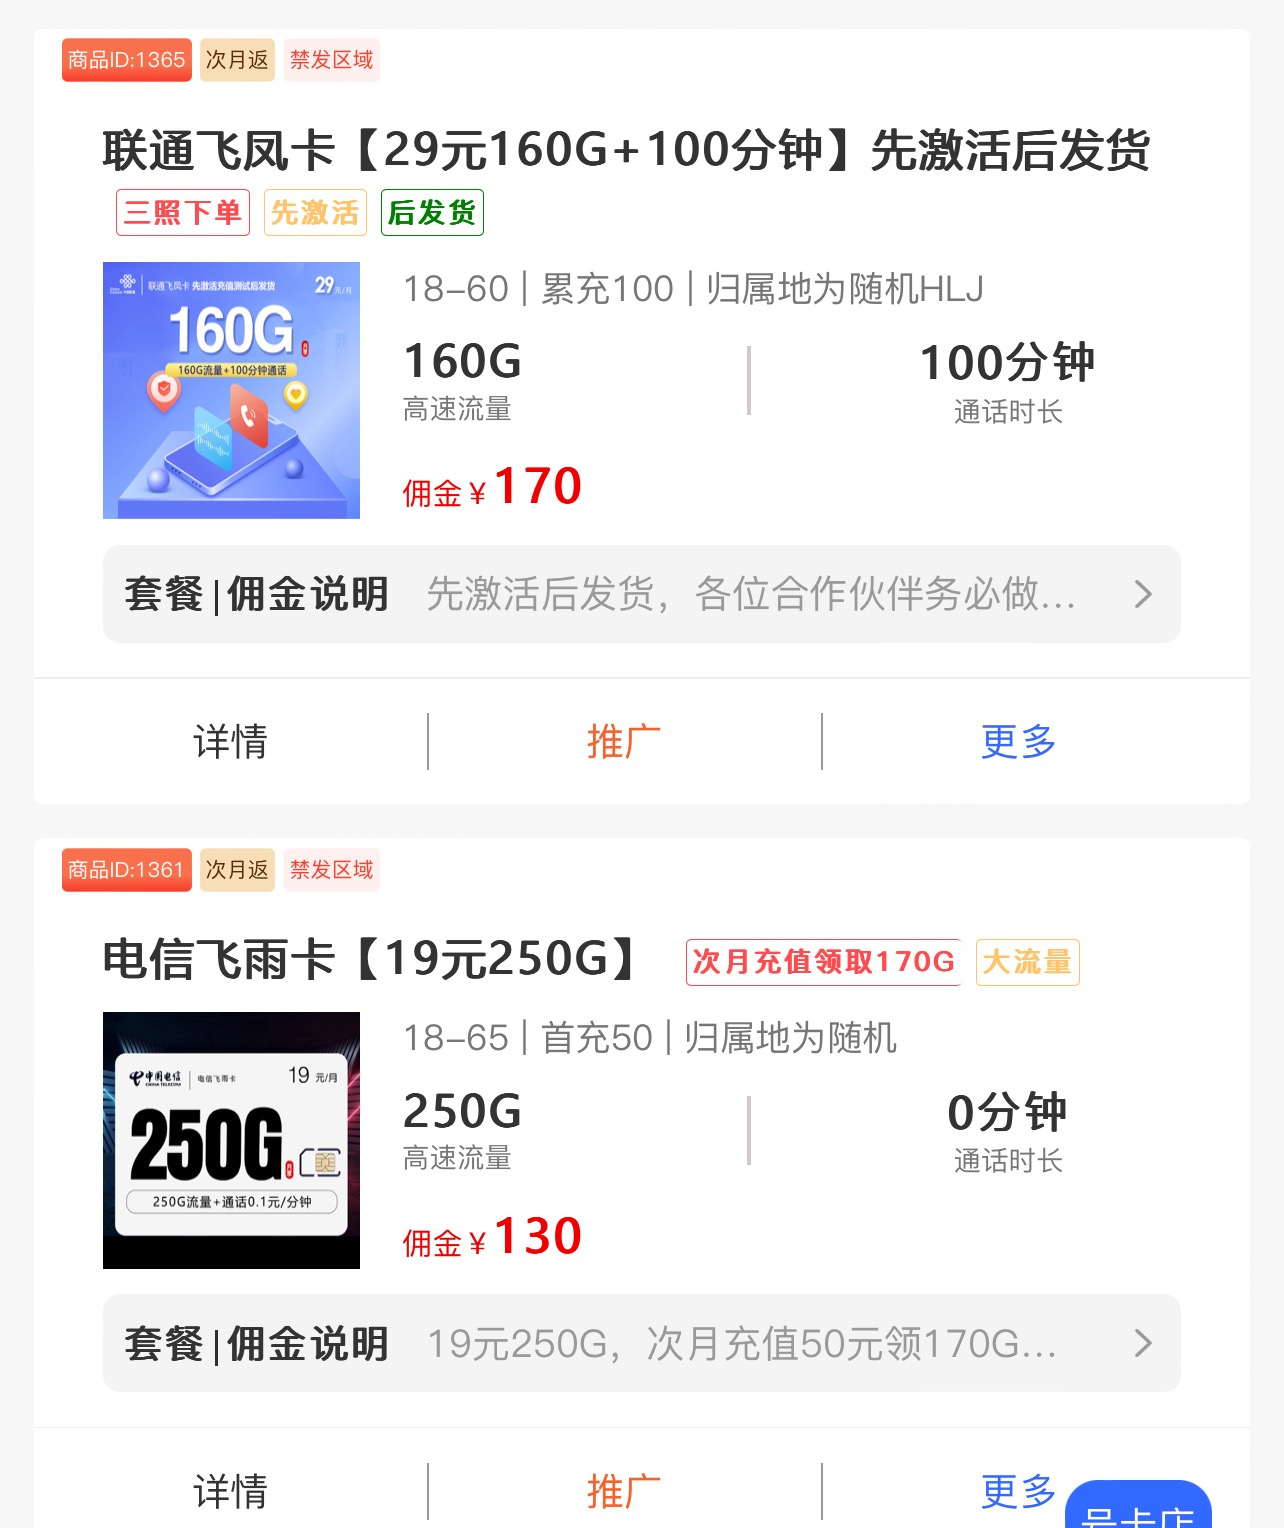 商品ID:1365 次月返 禁发区域
联通飞凤卡【29元160G+100分钟】先激活后发货
三照下单 先激活 后发货
联通飞凤卡 先激活充值测试后发货 29元/月
160G
160G流量+100分钟通话
18-60 | 累充100 | 归属地为随机HLJ
160G 100分钟
高速流量 通话时长
佣金¥170
套餐|佣金说明 先激活后发货，各位合作伙伴务必做...
详情 推广 更多
商品ID:1361 次月返 禁发区域
电信飞雨卡【19元250G】 次月充值领取170G 大流量
中国电信 CHINA TELECOM 电信飞雨卡 19 元/月
250G
250G流量+通话0.1元/分钟
18-65 | 首充50 | 归属地为随机
250G 0分钟
高速流量 通话时长
佣金¥130
套餐|佣金说明 19元250G，次月充值50元领170G...
详情 推广 更多
号卡店